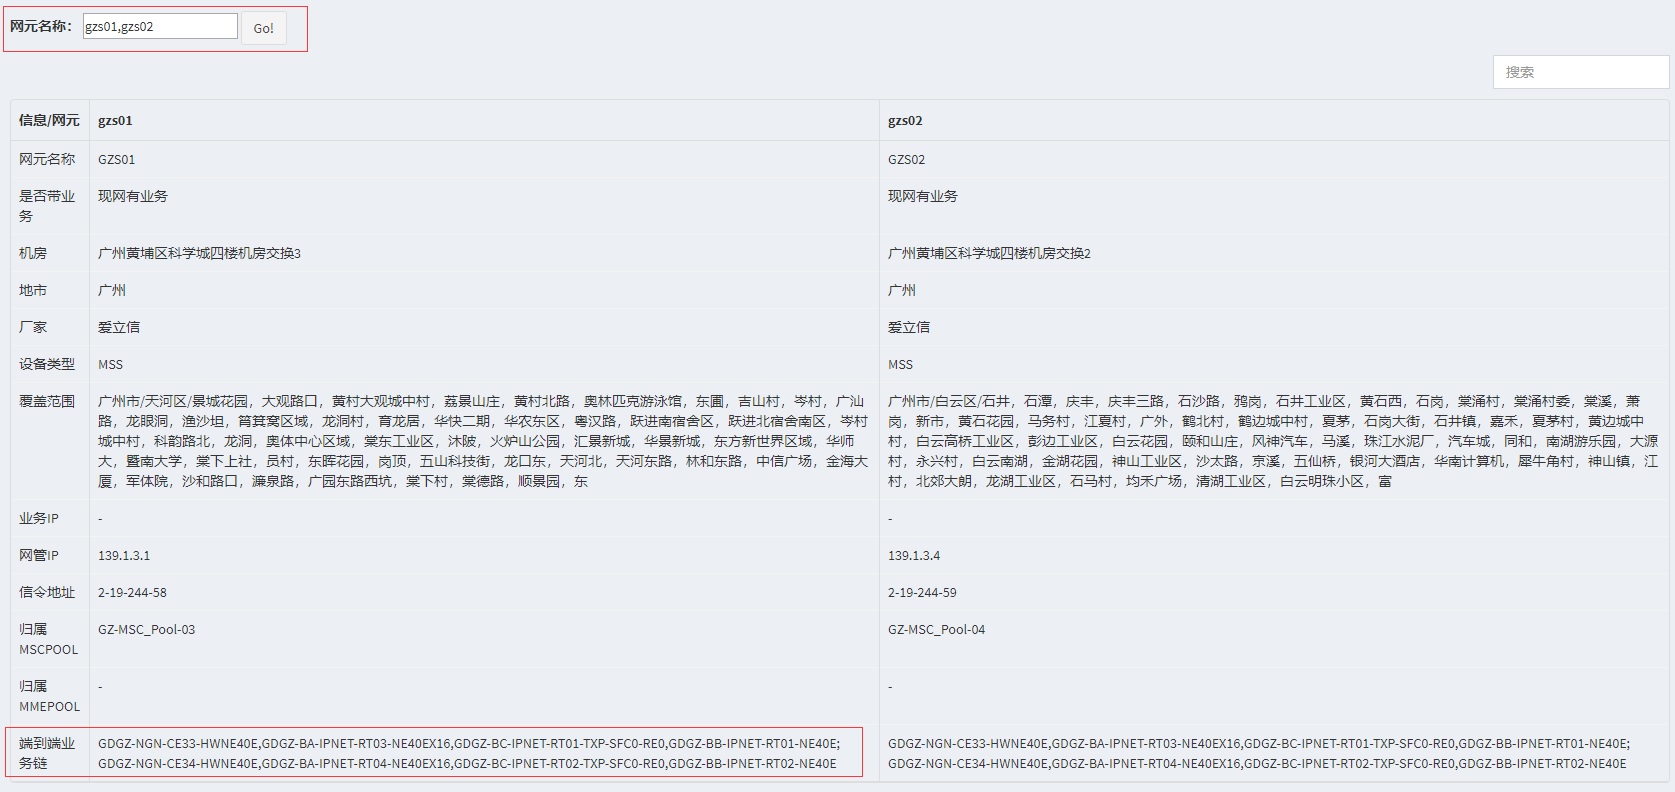 网元名称： gzs01,gzs02 Go!
搜索
信息/网元 gzs01 gzs02
网元名称 GZS01 GZS02
是否带业务 现网有业务 现网有业务
机房 广州黄埔区科学城四楼机房交换3 广州黄埔区科学城四楼机房交换2
地市 广州 广州
厂家 爱立信 爱立信
设备类型 MSS MSS
覆盖范围
广州市/天河区/景城花园，大观路口，黄村大观城中村，荔景山庄，黄村北路，奥林匹克游泳馆，东圃，吉山村，岑村，广汕
路，龙眼洞，渔沙坦，筲箕窝区域，龙洞村，育龙居，华快二期，华农东区，粤汉路，跃进南宿舍区，跃进北宿舍南区，岑村
城中村，科韵路北，龙洞，奥体中心区域，棠东工业区，沐陂，火炉山公园，汇景新城，华景新城，东方新世界区域，华师
大，暨南大学，棠下上社，员村，东晖花园，岗顶，五山科技街，龙口东，天河北，天河东路，林和东路，中信广场，金海大
厦，军体院，沙和路口，濂泉路，广园东路西坑，棠下村，棠德路，顺景园，东
广州市/白云区/石井，石潭，庆丰，庆丰三路，石沙路，鸦岗，石井工业区，黄石西，石岗，棠涌村，棠涌村委，棠溪，萧
岗，新市，黄石花园，马务村，江夏村，广外，鹤北村，鹤边城中村，夏茅，石岗大街，石井镇，嘉禾，夏茅村，黄边城中
村，白云高桥工业区，彭边工业区，白云花园，颐和山庄，风神汽车，马溪，珠江水泥厂，汽车城，同和，南湖游乐园，大源
村，永兴村，白云南湖，金湖花园，神山工业区，沙太路，京溪，五仙桥，银河大酒店，华南计算机，犀牛角村，神山镇，江
村，北郊大朗，龙湖工业区，石马村，均禾广场，清湖工业区，白云明珠小区，富
业务IP - -
网管IP 139.1.3.1 139.1.3.4
信令地址 2-19-244-58 2-19-244-59
归属
MSCPOOL GZ-MSC_Pool-03 GZ-MSC_Pool-04
归属
MMEPOOL - -
端到端业
务链
GDGZ-NGN-CE33-HWNE40E,GDGZ-BA-IPNET-RT03-NE40EX16,GDGZ-BC-IPNET-RT01-TXP-SFC0-RE0,GDGZ-BB-IPNET-RT01-NE40E;
GDGZ-NGN-CE34-HWNE40E,GDGZ-BA-IPNET-RT04-NE40EX16,GDGZ-BC-IPNET-RT02-TXP-SFC0-RE0,GDGZ-BB-IPNET-RT02-NE40E
GDGZ-NGN-CE33-HWNE40E,GDGZ-BA-IPNET-RT03-NE40EX16,GDGZ-BC-IPNET-RT01-TXP-SFC0-RE0,GDGZ-BB-IPNET-RT01-NE40E;
GDGZ-NGN-CE34-HWNE40E,GDGZ-BA-IPNET-RT04-NE40EX16,GDGZ-BC-IPNET-RT02-TXP-SFC0-RE0,GDGZ-BB-IPNET-RT02-NE40E